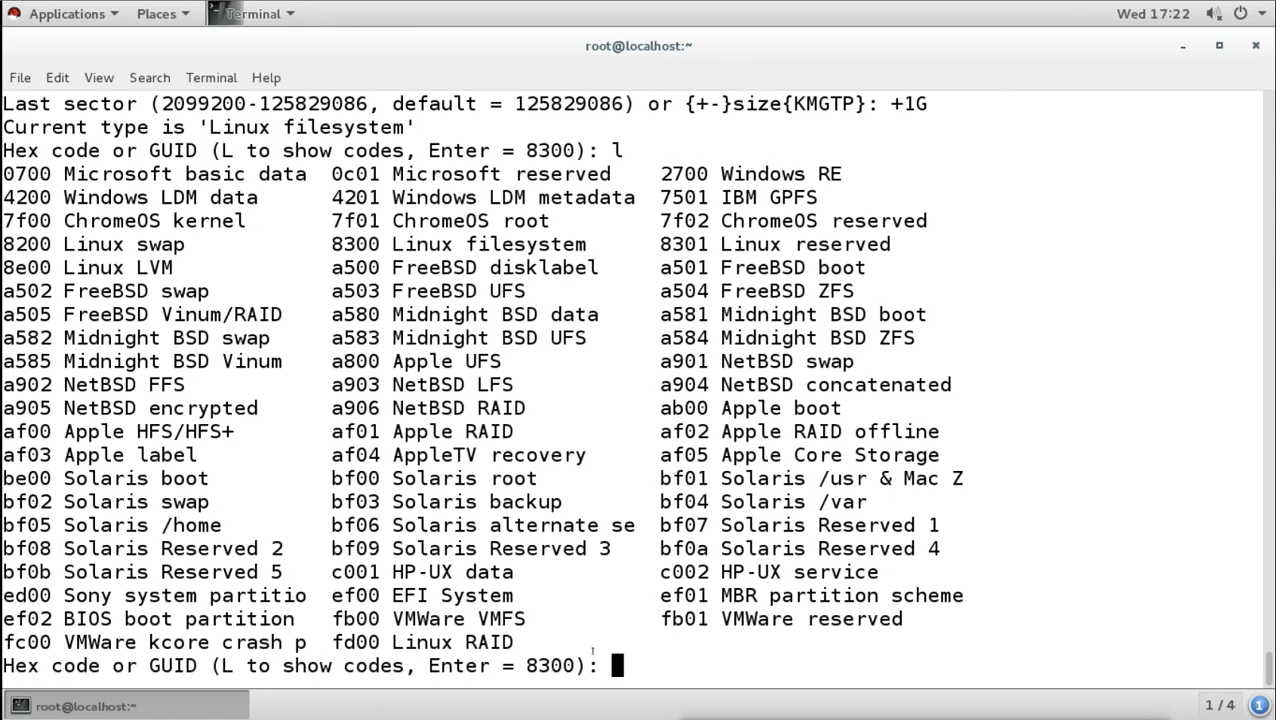 Applications Places Terminal Wed 17:22
root@localhost:~
File Edit View Search Terminal Help
Last sector (2099200-125829086, default = 125829086) or {+-}size{KMGTP}: +1G
Current type is 'Linux filesystem'
Hex code or GUID (L to show codes, Enter = 8300): l
0700 Microsoft basic data 0c01 Microsoft reserved 2700 Windows RE
4200 Windows LDM data 4201 Windows LDM metadata 7501 IBM GPFS
7f00 ChromeOS kernel 7f01 ChromeOS root 7f02 ChromeOS reserved
8200 Linux swap 8300 Linux filesystem 8301 Linux reserved
8e00 Linux LVM a500 FreeBSD disklabel a501 FreeBSD boot
a502 FreeBSD swap a503 FreeBSD UFS a504 FreeBSD ZFS
a505 FreeBSD Vinum/RAID a580 Midnight BSD data a581 Midnight BSD boot
a582 Midnight BSD swap a583 Midnight BSD UFS a584 Midnight BSD ZFS
a585 Midnight BSD Vinum a800 Apple UFS a901 NetBSD swap
a902 NetBSD FFS a903 NetBSD LFS a904 NetBSD concatenated
a905 NetBSD encrypted a906 NetBSD RAID ab00 Apple boot
af00 Apple HFS/HFS+ af01 Apple RAID af02 Apple RAID offline
af03 Apple label af04 AppleTV recovery af05 Apple Core Storage
be00 Solaris boot bf00 Solaris root bf01 Solaris /usr & Mac Z
bf02 Solaris swap bf03 Solaris backup bf04 Solaris /var
bf05 Solaris /home bf06 Solaris alternate se bf07 Solaris Reserved 1
bf08 Solaris Reserved 2 bf09 Solaris Reserved 3 bf0a Solaris Reserved 4
bf0b Solaris Reserved 5 c001 HP-UX data c002 HP-UX service
ed00 Sony system partitio ef00 EFI System ef01 MBR partition scheme
ef02 BIOS boot partition fb00 VMWare VMFS fb01 VMWare reserved
fc00 VMWare kcore crash p fd00 Linux RAID
Hex code or GUID (L to show codes, Enter = 8300):
root@localhost:~ 1 / 4 1